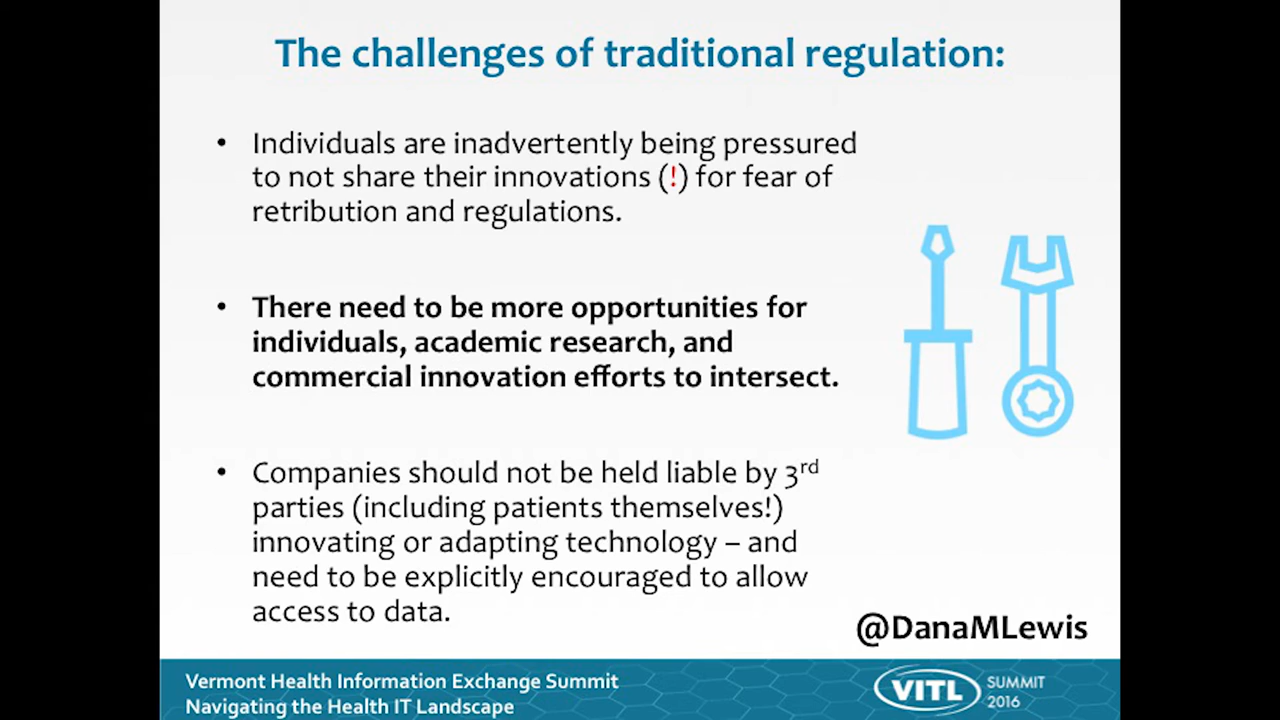 The challenges of traditional regulation:
• Individuals are inadvertently being pressured
to not share their innovations (!) for fear of
retribution and regulations.
• There need to be more opportunities for
individuals, academic research, and
commercial innovation efforts to intersect.
• Companies should not be held liable by 3rd
parties (including patients themselves!)
innovating or adapting technology – and
need to be explicitly encouraged to allow
access to data.
@DanaMLewis
Vermont Health Information Exchange Summit
Navigating the Health IT Landscape
VITL
SUMMIT
2016